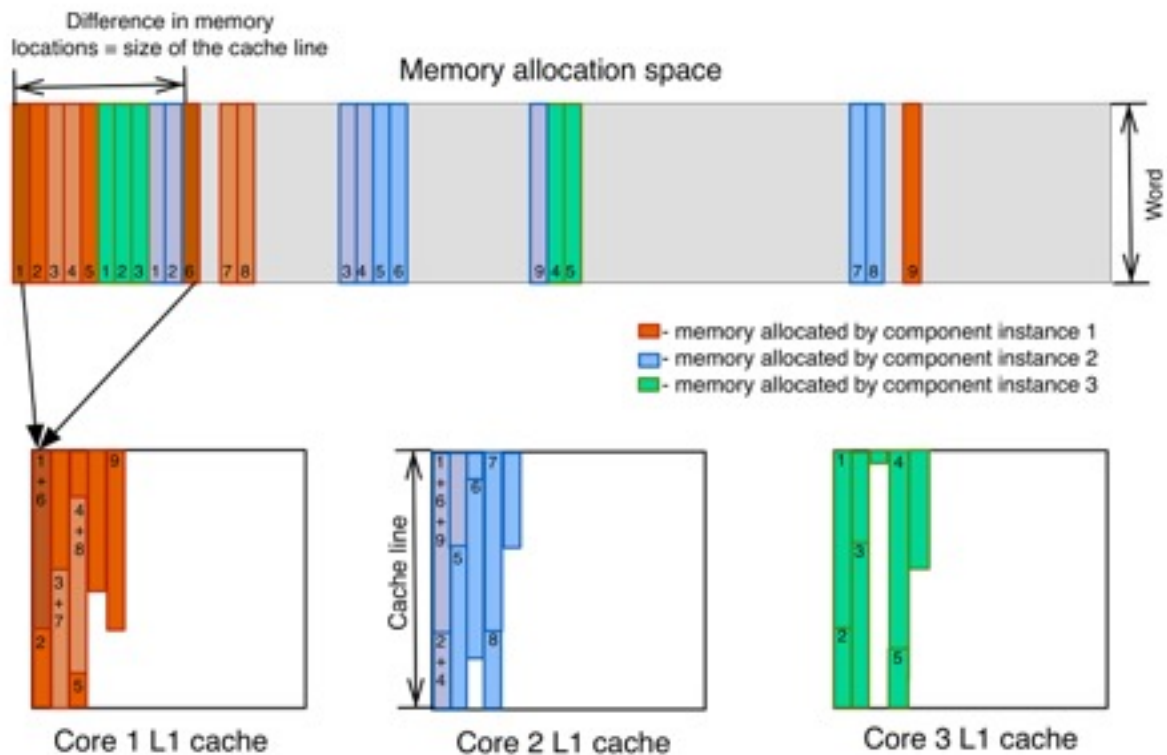 Difference in memory
locations = size of the cache line
Memory allocation space
1 2 3 4 5 1 2 3 1 2 6 7 8 3 4 5 6 9 4 5 7 8 9
Word
- memory allocated by component instance 1
- memory allocated by component instance 2
- memory allocated by component instance 3
1
+
6
2
3
+
7
4
+
8
5
9
Core 1 L1 cache
Cache line
1
+
6
+
9
2
+
4
5
6
7
8
Core 2 L1 cache
1
2
3
4
5
Core 3 L1 cache